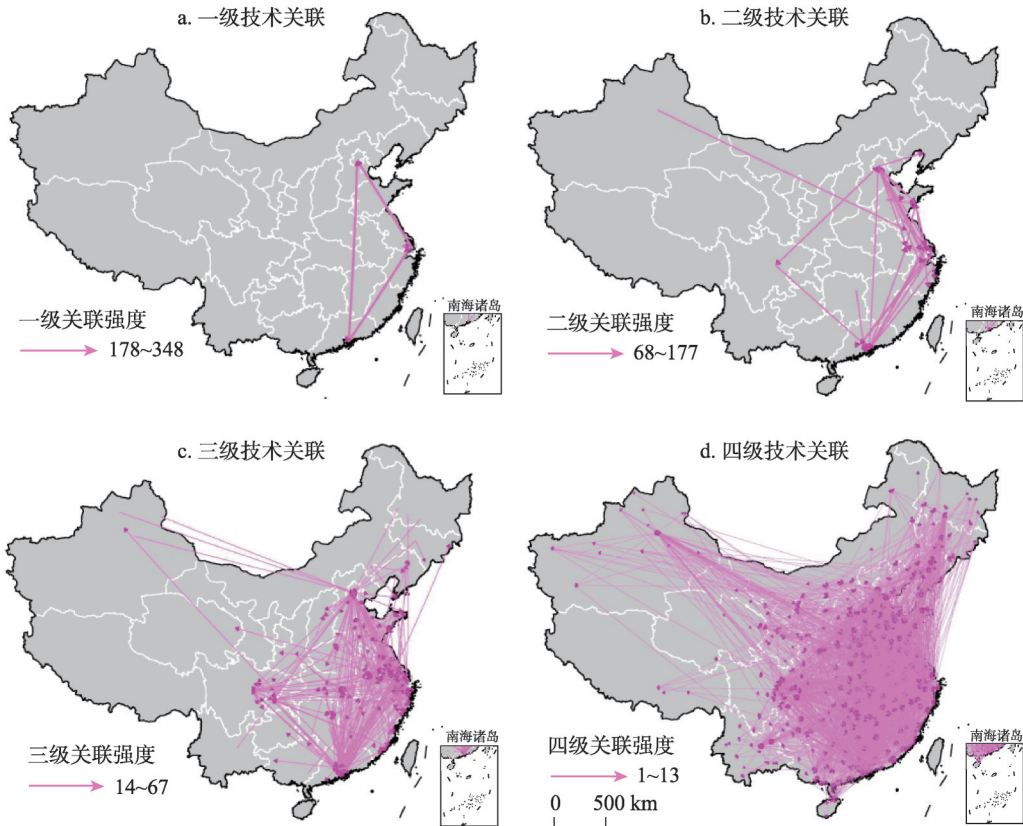 a. 一级技术关联
b. 二级技术关联
一级关联强度
178~348
南海诸岛
二级关联强度
68~177
南海诸岛
c. 三级技术关联
d. 四级技术关联
三级关联强度
14~67
南海诸岛
四级关联强度
1~13
0 500 km
南海诸岛